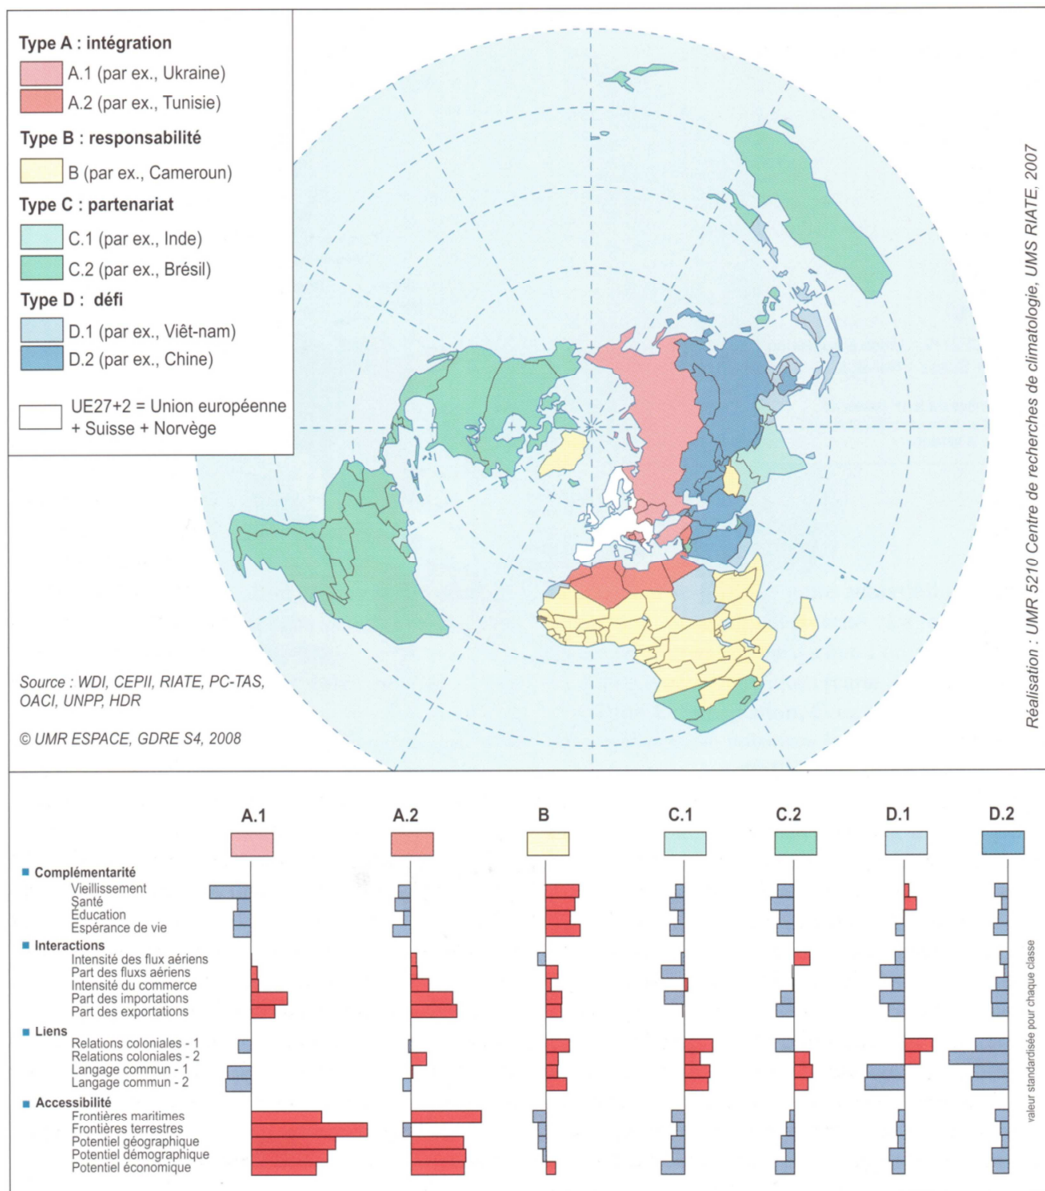 Type A : intégration
A.1 (par ex., Ukraine)
A.2 (par ex., Tunisie)
Type B : responsabilité
B (par ex., Cameroun)
Type C : partenariat
C.1 (par ex., Inde)
C.2 (par ex., Brésil)
Type D : défi
D.1 (par ex., Viêt-nam)
D.2 (par ex., Chine)
UE27+2 = Union européenne
+ Suisse + Norvège
Source : WDI, CEPII, RIATE, PC-TAS,
OACI, UNPP, HDR
© UMR ESPACE, GDRE S4, 2008
Réalisation : UMR 5210 Centre de recherches de climatologie, UMS RIATE, 2007
A.1 A.2 B C.1 C.2 D.1 D.2
Complémentarité
Vieillissement
Santé
Éducation
Espérance de vie
Interactions
Intensité des flux aériens
Part des fluxs aériens
Intensité du commerce
Part des importations
Part des exportations
Liens
Relations coloniales - 1
Relations coloniales - 2
Langage commun - 1
Langage commun - 2
Accessibilité
Frontières maritimes
Frontières terrestres
Potentiel géographique
Potentiel démographique
Potentiel économique
valeur standardisée pour chaque classe